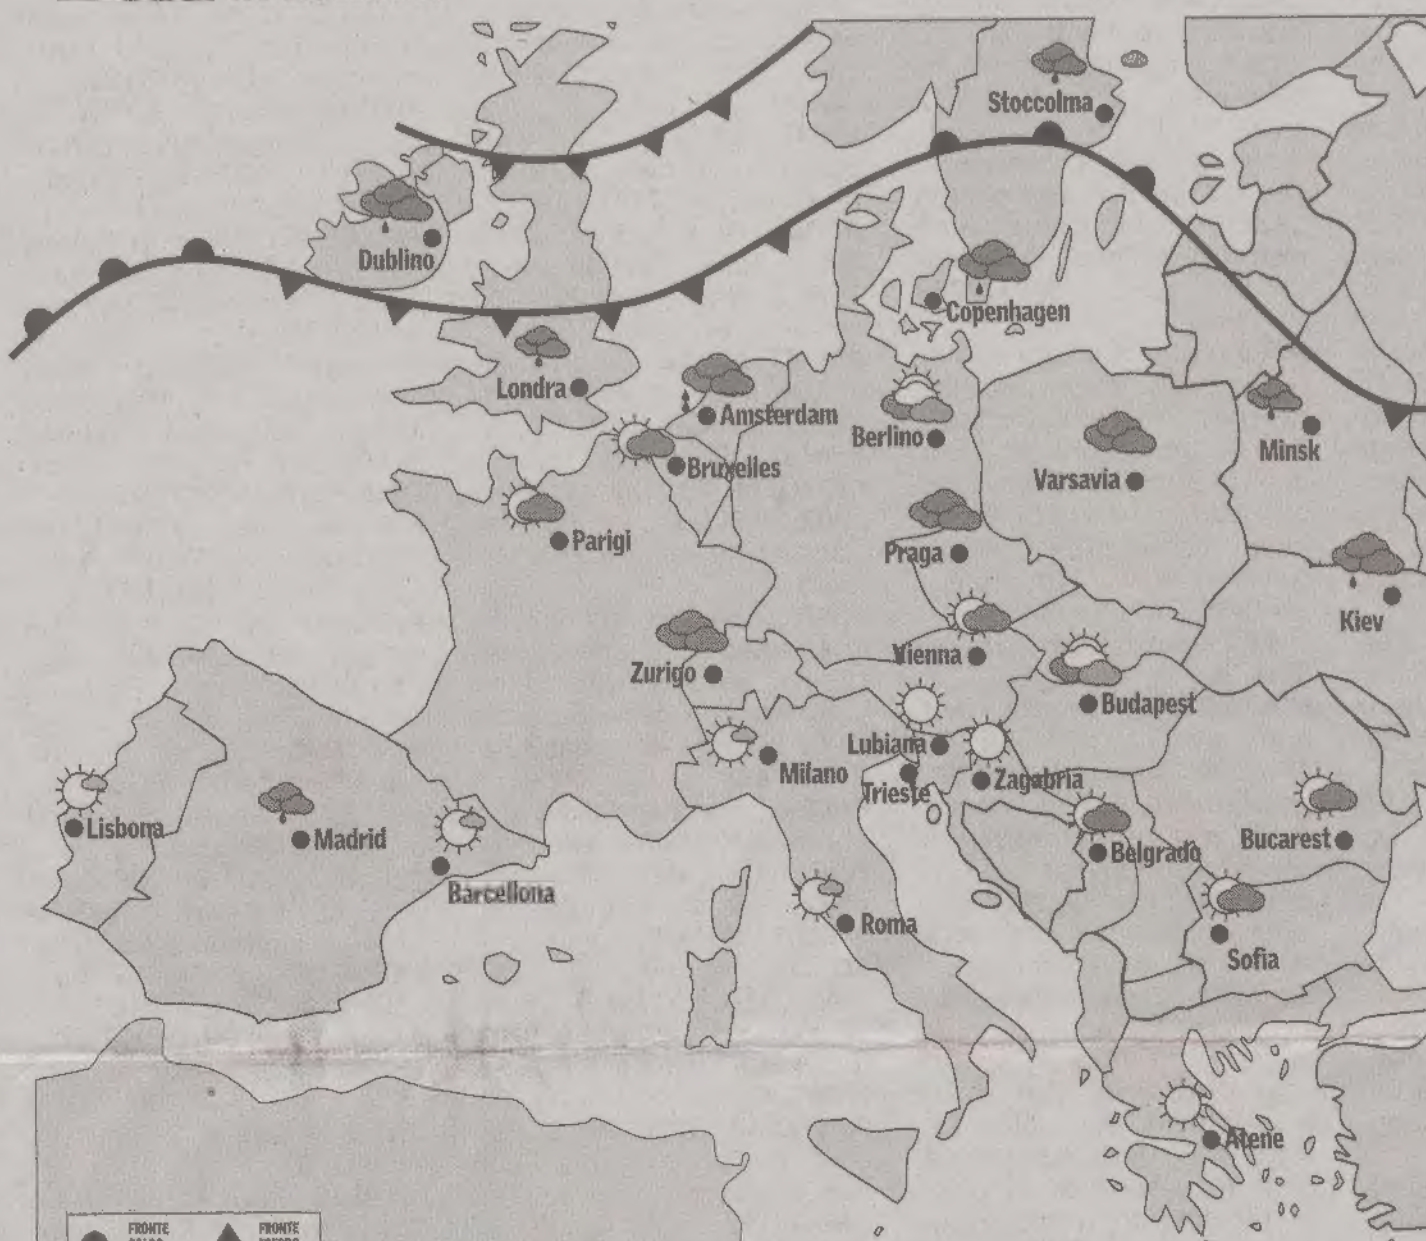 Stoccolma
Dublino
Copenhagen
Londra
Amsterdam
Berlino
Minsk
Bruxelles
Varsavia
Parigi
Praga
Kiev
Vienna
Zurigo
Budapest
Lubiana
Milano
Zagabria
Trieste
Lisbona
Madrid
Belgrado
Bucarest
Barcellona
Roma
Sofia
Atene
FRONTE
FRONTE